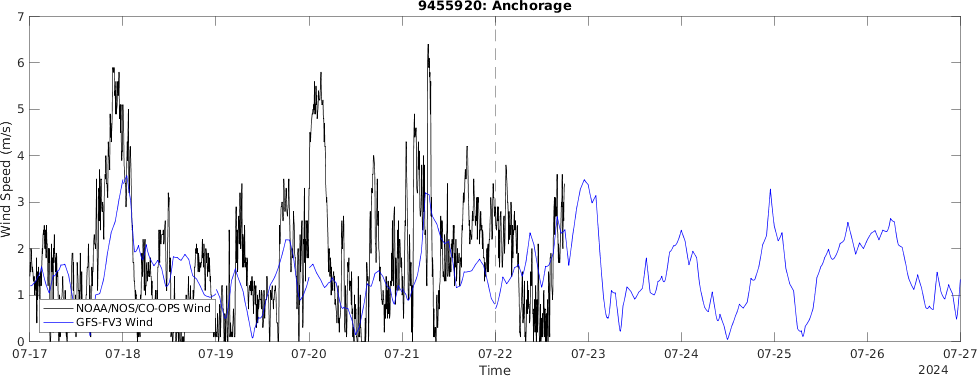 9455920: Anchorage
Wind Speed (m/s)
7
6
5
4
3
2
1
0
NOAA/NOS/CO-OPS Wind
GFS-FV3 Wind
07-17 07-18 07-19 07-20 07-21 07-22 07-23 07-24 07-25 07-26 07-27
Time
2024